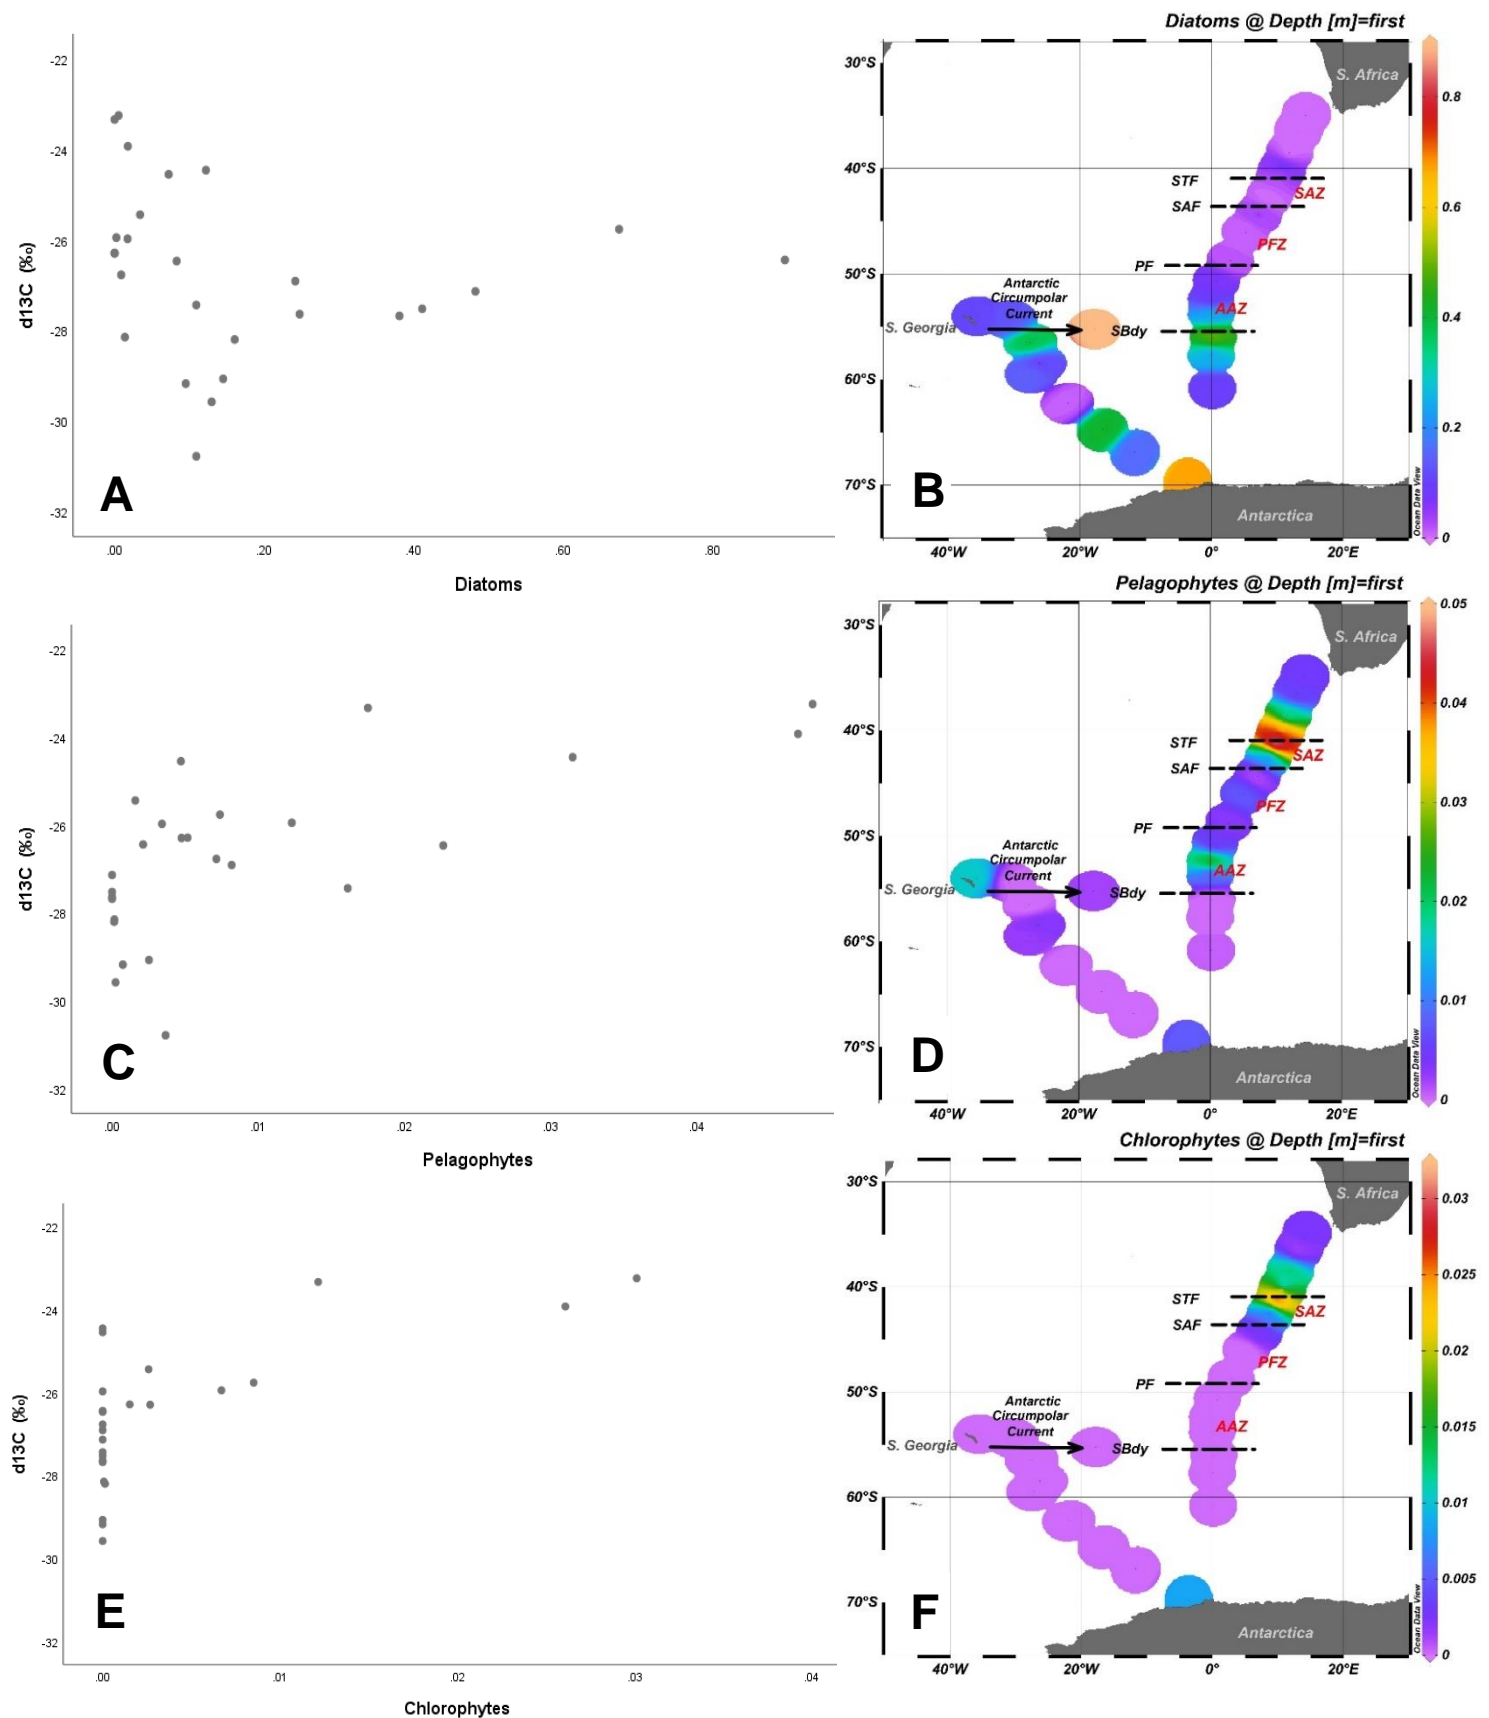 -22
-24
-26
-28
-30
-32
d13C (‰)
A
.00 .20 .40 .60 .80
Diatoms
Diatoms @ Depth [m]=first
30°S
40°S
50°S
60°S
70°S
S. Africa
STF
SAZ
SAF
PFZ
PF
Antarctic
Circumpolar
Current
AAZ
S. Georgia
SBdy
B
Antarctica
40°W 20°W 0° 20°E
0.8
0.6
0.4
0.2
0
Ocean Data View
-22
-24
-26
-28
-30
-32
d13C (‰)
C
.00 .01 .02 .03 .04
Pelagophytes
Pelagophytes @ Depth [m]=first
30°S
40°S
50°S
60°S
70°S
S. Africa
STF
SAZ
SAF
PFZ
PF
Antarctic
Circumpolar
Current
AAZ
S. Georgia
SBdy
D
Antarctica
40°W 20°W 0° 20°E
0.05
0.04
0.03
0.02
0.01
0
Ocean Data View
-22
-24
-26
-28
-30
-32
d13C (‰)
E
.00 .01 .02 .03 .04
Chlorophytes
Chlorophytes @ Depth [m]=first
30°S
40°S
50°S
60°S
70°S
S. Africa
STF
SAZ
SAF
PFZ
PF
Antarctic
Circumpolar
Current
AAZ
S. Georgia
SBdy
F
Antarctica
40°W 20°W 0° 20°E
0.03
0.025
0.02
0.015
0.01
0.005
0
Ocean Data View